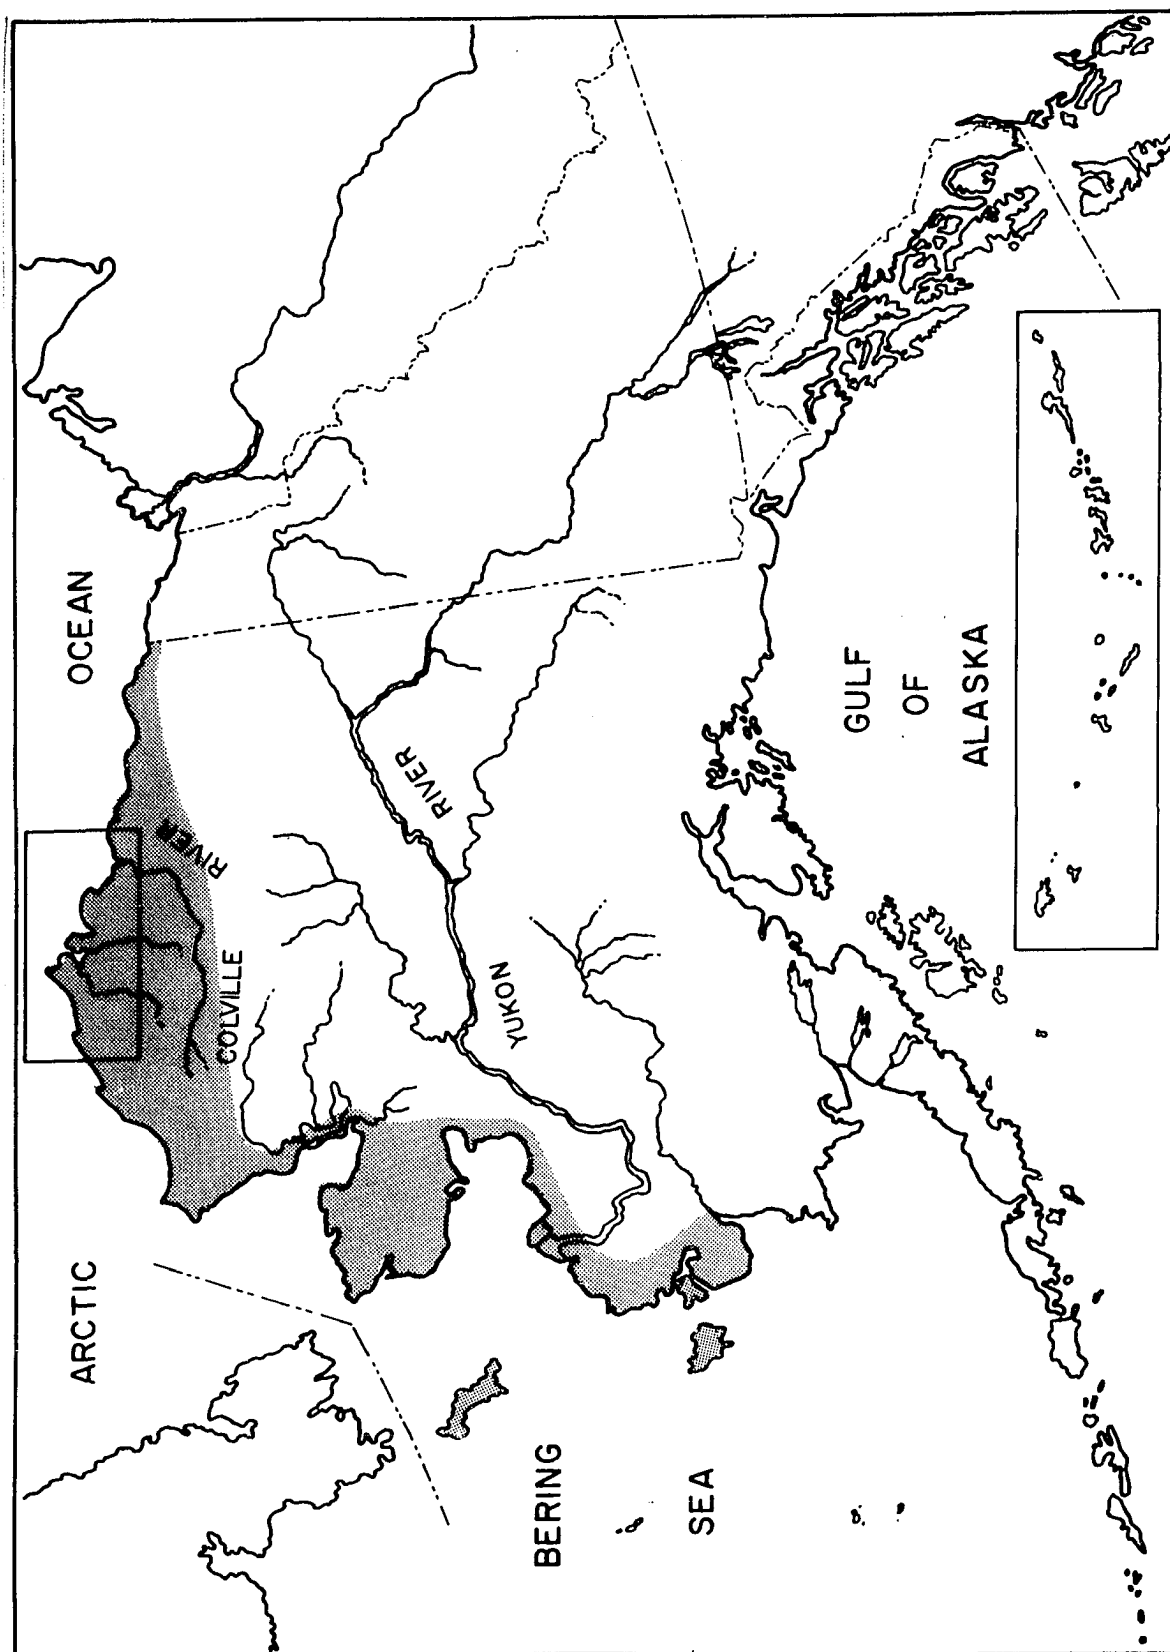 ARCTIC
OCEAN
COLVILLE
RIVER
YUKON
RIVER
BERING
SEA
GULF
OF
ALASKA